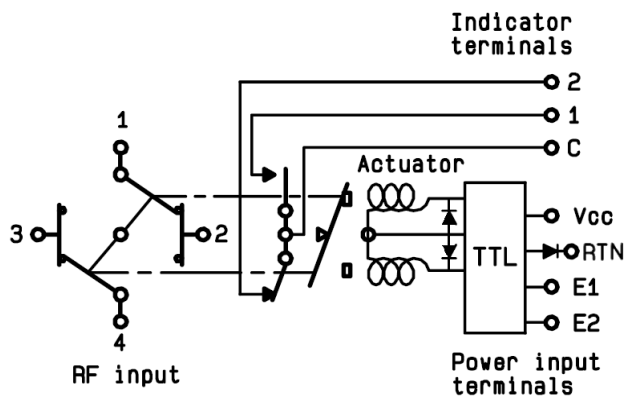 Indicator
terminals
2
1
C
1
Actuator
3
2
TTL
Vcc
RTN
E1
E2
4
RF input
Power input
terminals